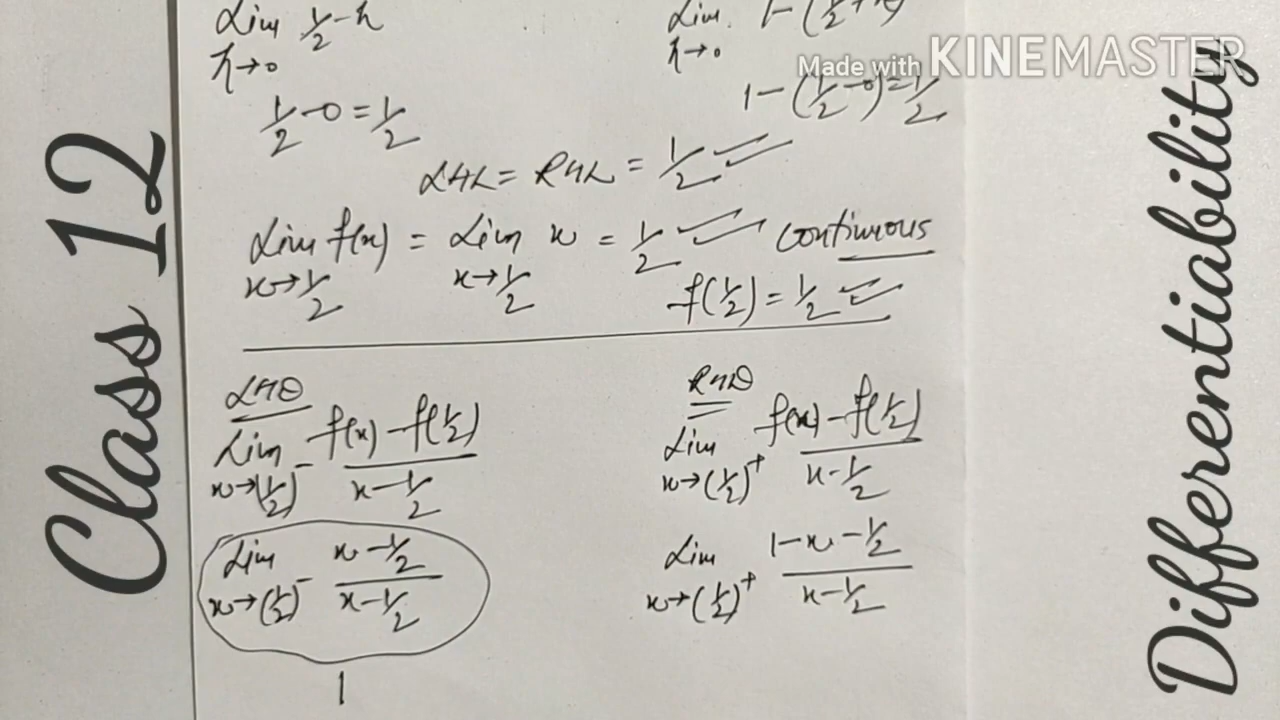 Class 12
Lim 1/2 - h
h→0
1/2 - 0 = 1/2
Lim 1 - (1/2 + h)
h→0
1 - (1/2 - 0) = 1/2
Made with KINEMASTER
LHL = RHL = 1/2
Lim f(x) = Lim x = 1/2 continuous
x→1/2 x→1/2
f(1/2) = 1/2
LHD
Lim f(x) - f(1/2)
x→(1/2)⁻ x - 1/2
Lim x - 1/2
x→(1/2)⁻ x - 1/2
1
RHD
Lim f(x) - f(1/2)
x→(1/2)⁺ x - 1/2
Lim 1 - x - 1/2
x→(1/2)⁺ x - 1/2
Differentiability